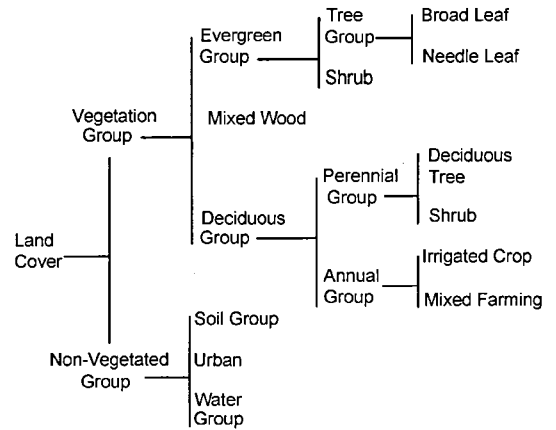 Land
Cover
Vegetation
Group
Evergreen
Group
Tree
Group
Broad Leaf
Needle Leaf
Shrub
Mixed Wood
Deciduous
Group
Perennial
Group
Deciduous
Tree
Shrub
Annual
Group
Irrigated Crop
Mixed Farming
Non-Vegetated
Group
Soil Group
Urban
Water
Group